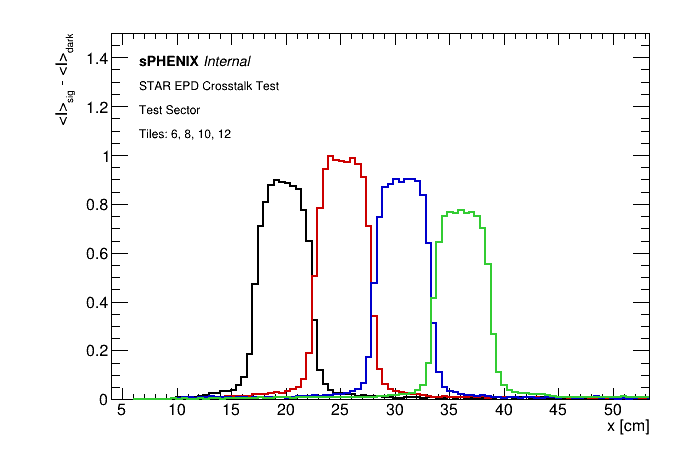 <I>sig - <I>dark
sPHENIX Internal
STAR EPD Crosstalk Test
Test Sector
Tiles: 6, 8, 10, 12
1.4
1.2
1
0.8
0.6
0.4
0.2
0
5 10 15 20 25 30 35 40 45 50
x [cm]